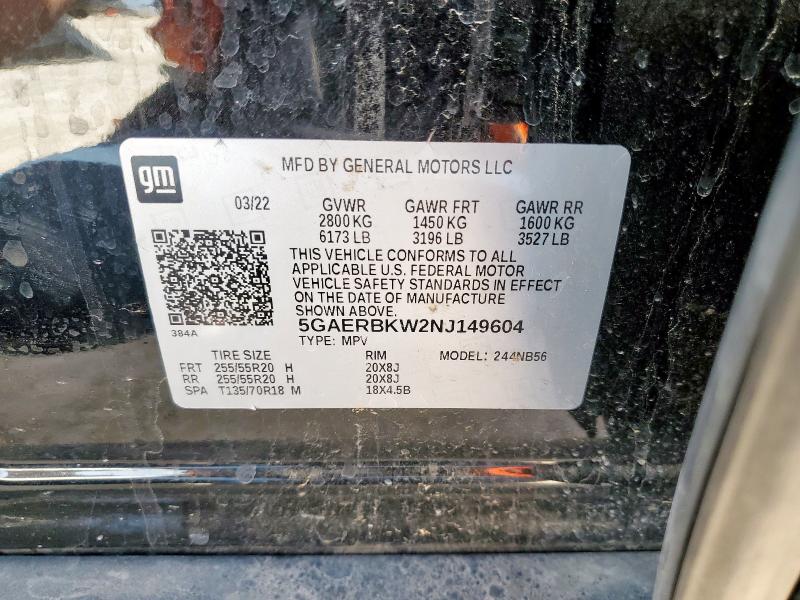 gm
MFD BY GENERAL MOTORS LLC
03/22 GVWR GAWR FRT GAWR RR
2800 KG 1450 KG 1600 KG
6173 LB 3196 LB 3527 LB
THIS VEHICLE CONFORMS TO ALL
APPLICABLE U.S. FEDERAL MOTOR
VEHICLE SAFETY STANDARDS IN EFFECT
ON THE DATE OF MANUFACTURE
SHOWN ABOVE.
5GAERBKW2NJ149604
384A
TYPE: MPV
TIRE SIZE RIM MODEL: 244NB56
FRT 255/55R20 H 20X8J
RR 255/55R20 H 20X8J
SPA T135/70R18 M 18X4.5B